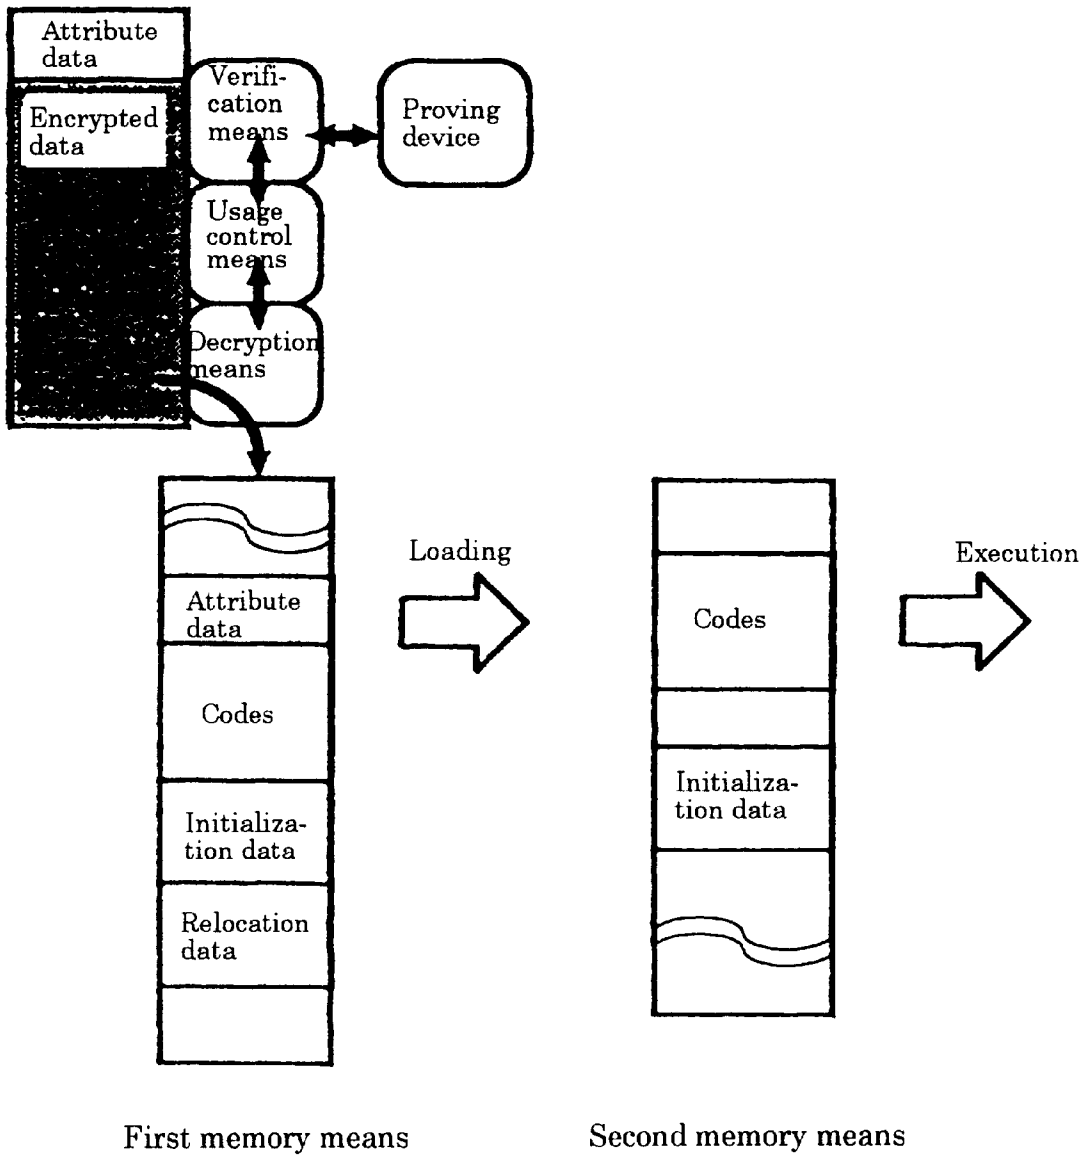 Attribute
data
Encrypted
data
Verifi-
cation
means
Proving
device
Usage
control
means
Decryption
means
Attribute
data
Codes
Initializa-
tion data
Relocation
data
Loading
Codes
Initializa-
tion data
Execution
First memory means
Second memory means